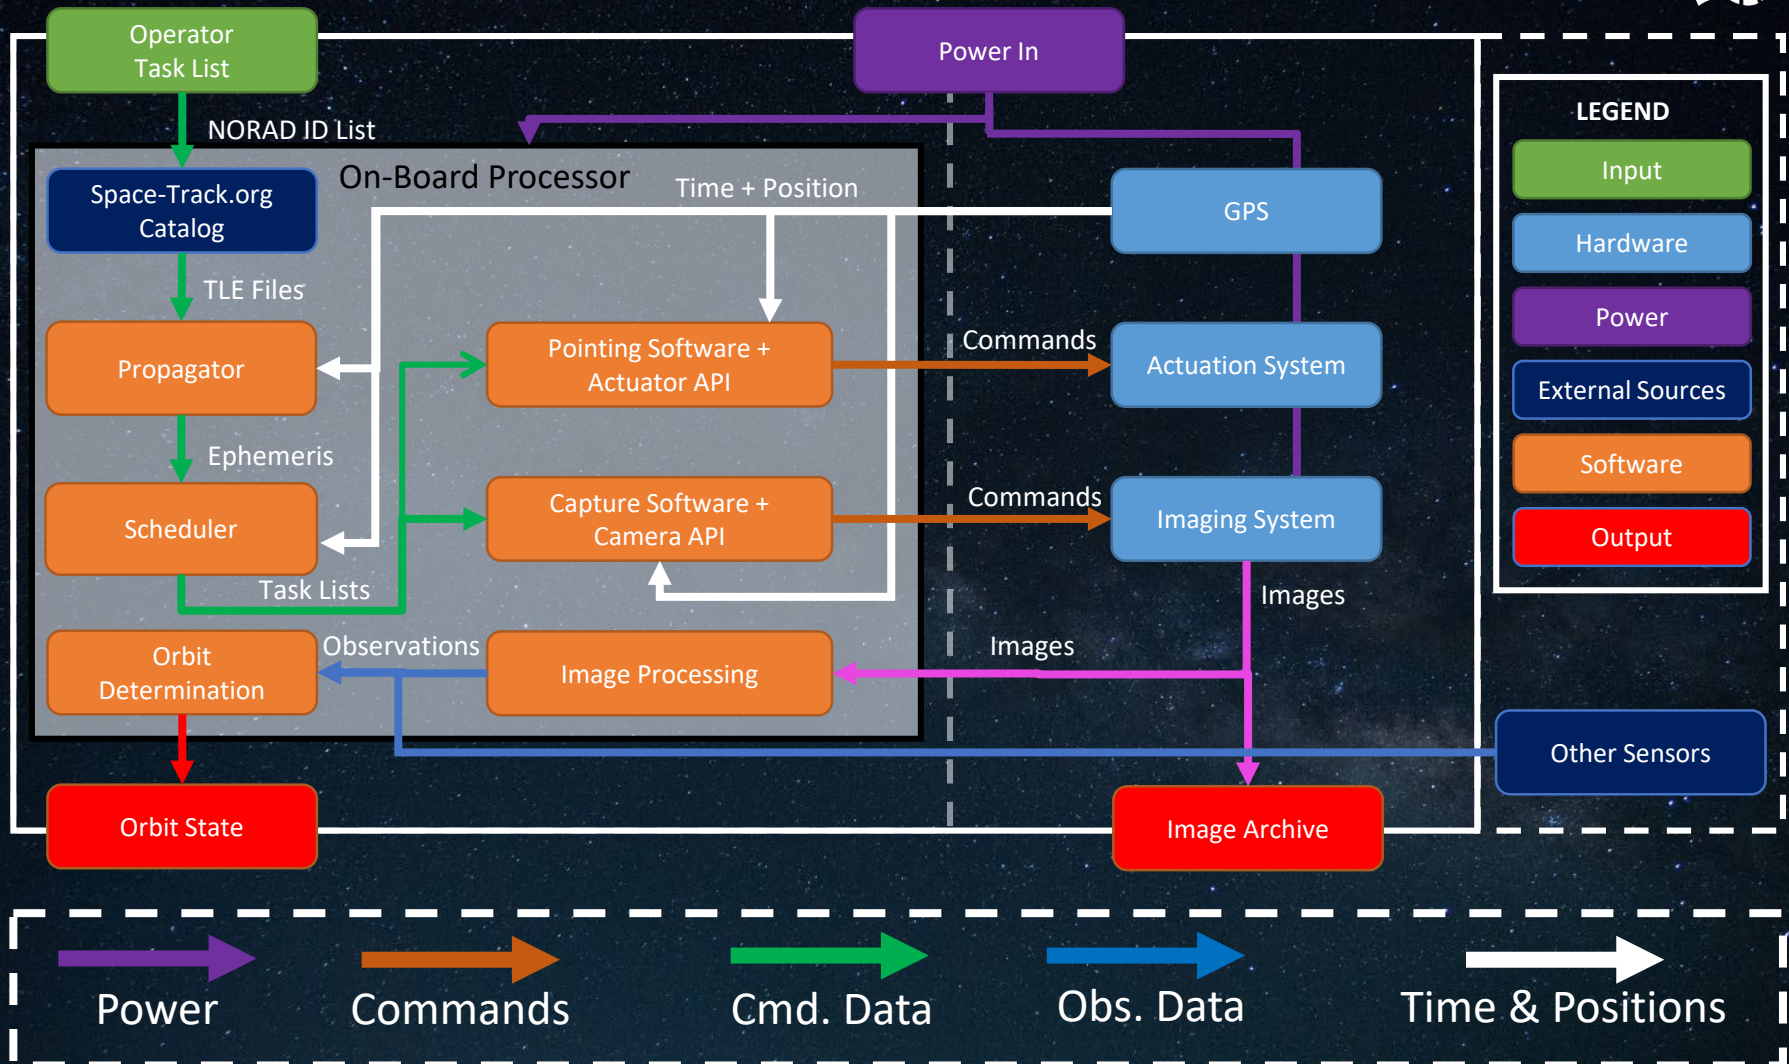 Operator
Task List
Power In
LEGEND
NORAD ID List
On-Board Processor
Input
Space-Track.org
Catalog
Time + Position
GPS
Hardware
TLE Files
Power
Propagator
Pointing Software +
Actuator API
Commands
Actuation System
External Sources
Ephemeris
Software
Scheduler
Capture Software +
Camera API
Commands
Imaging System
Output
Task Lists
Images
Observations
Images
Orbit
Determination
Image Processing
Other Sensors
Orbit State
Image Archive
Power
Commands
Cmd. Data
Obs. Data
Time & Positions